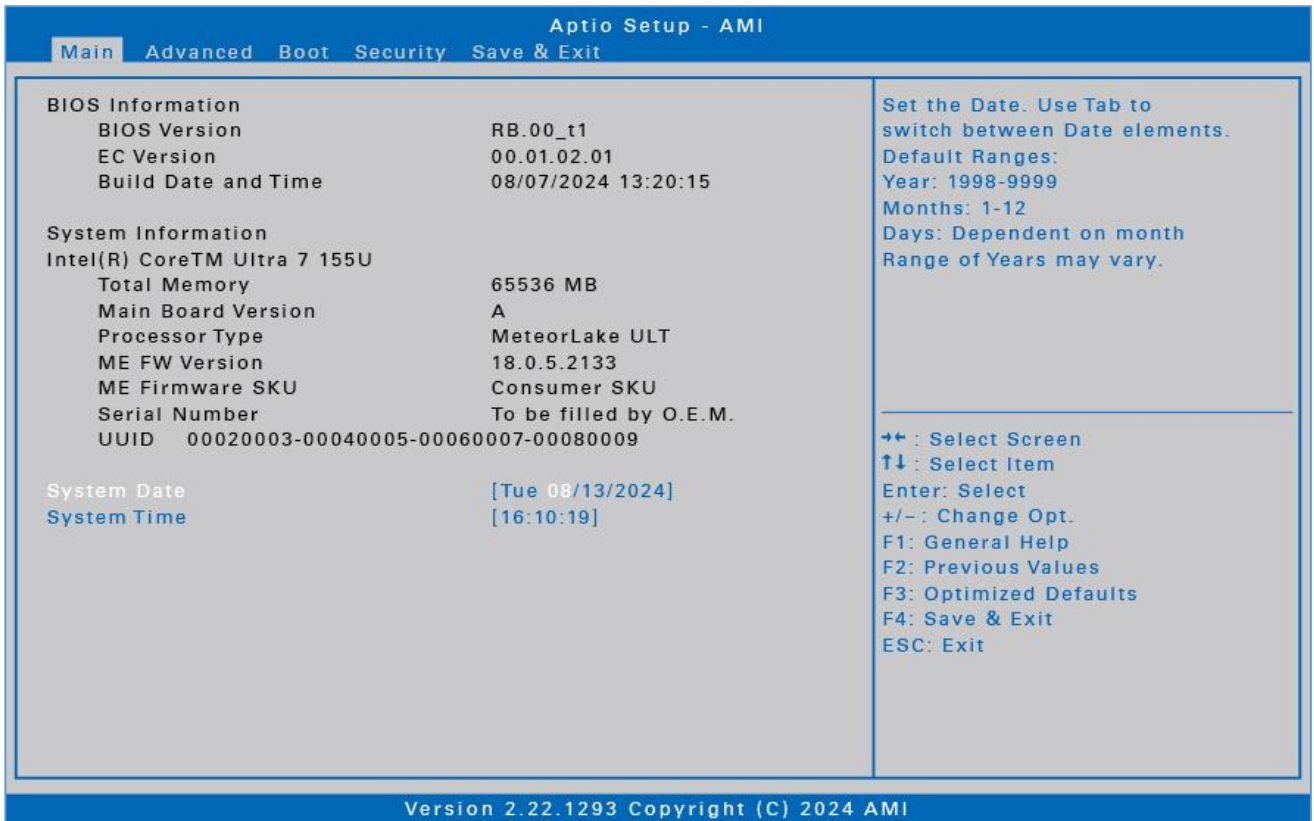 Aptio Setup - AMI
Main Advanced Boot Security Save & Exit
BIOS Information
BIOS Version RB.00_t1
EC Version 00.01.02.01
Build Date and Time 08/07/2024 13:20:15
System Information
Intel(R) CoreTM Ultra 7 155U
Total Memory 65536 MB
Main Board Version A
Processor Type MeteorLake ULT
ME FW Version 18.0.5.2133
ME Firmware SKU Consumer SKU
Serial Number To be filled by O.E.M.
UUID 00020003-00040005-00060007-00080009
System Date [Tue 08/13/2024]
System Time [16:10:19]
Set the Date. Use Tab to
switch between Date elements.
Default Ranges:
Year: 1998-9999
Months: 1-12
Days: Dependent on month
Range of Years may vary.
→← : Select Screen
↑↓ : Select Item
Enter: Select
+/– : Change Opt.
F1: General Help
F2: Previous Values
F3: Optimized Defaults
F4: Save & Exit
ESC: Exit
Version 2.22.1293 Copyright (C) 2024 AMI